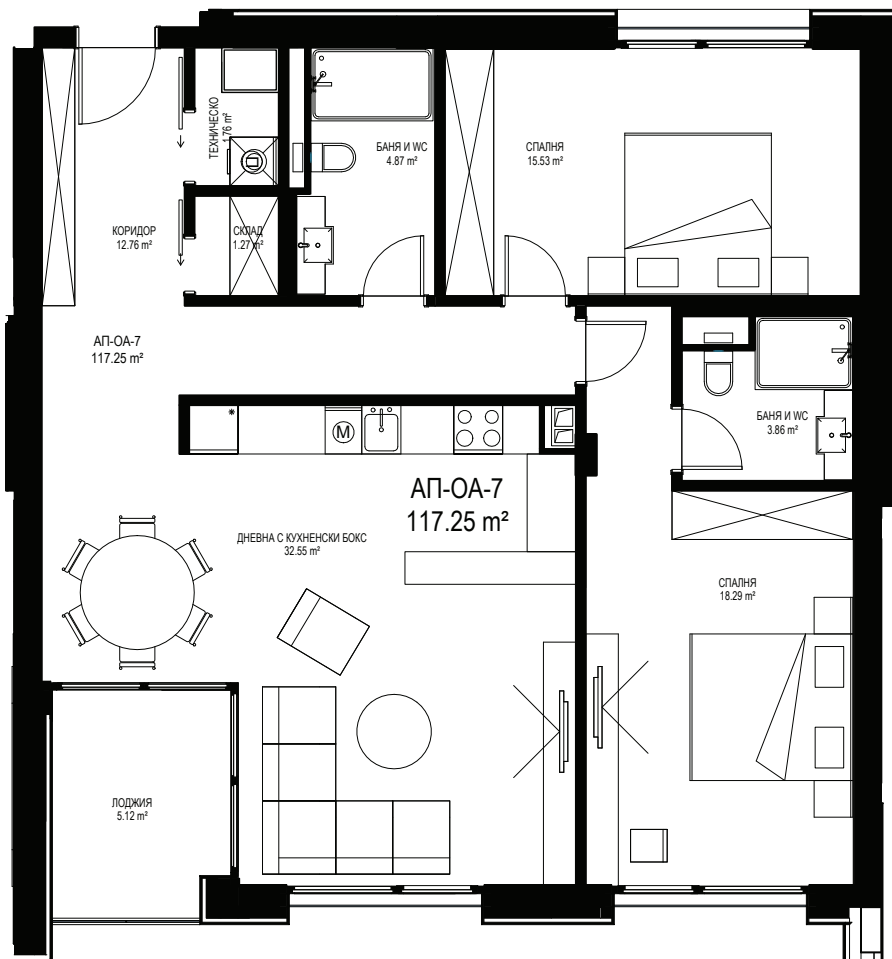 ТЕХНИЧЕСКО
1.76 m²
БАНЯ И WC
4.87 m²
СПАЛНЯ
15.53 m²
КОРИДОР
12.76 m²
СКЛАД
1.27 m²
АП-ОА-7
117.25 m²
БАНЯ И WC
3.86 m²
M
АП-ОА-7
117.25 m²
ДНЕВНА С КУХНЕНСКИ БОКС
32.55 m²
СПАЛНЯ
18.29 m²
ЛОДЖИЯ
5.12 m²